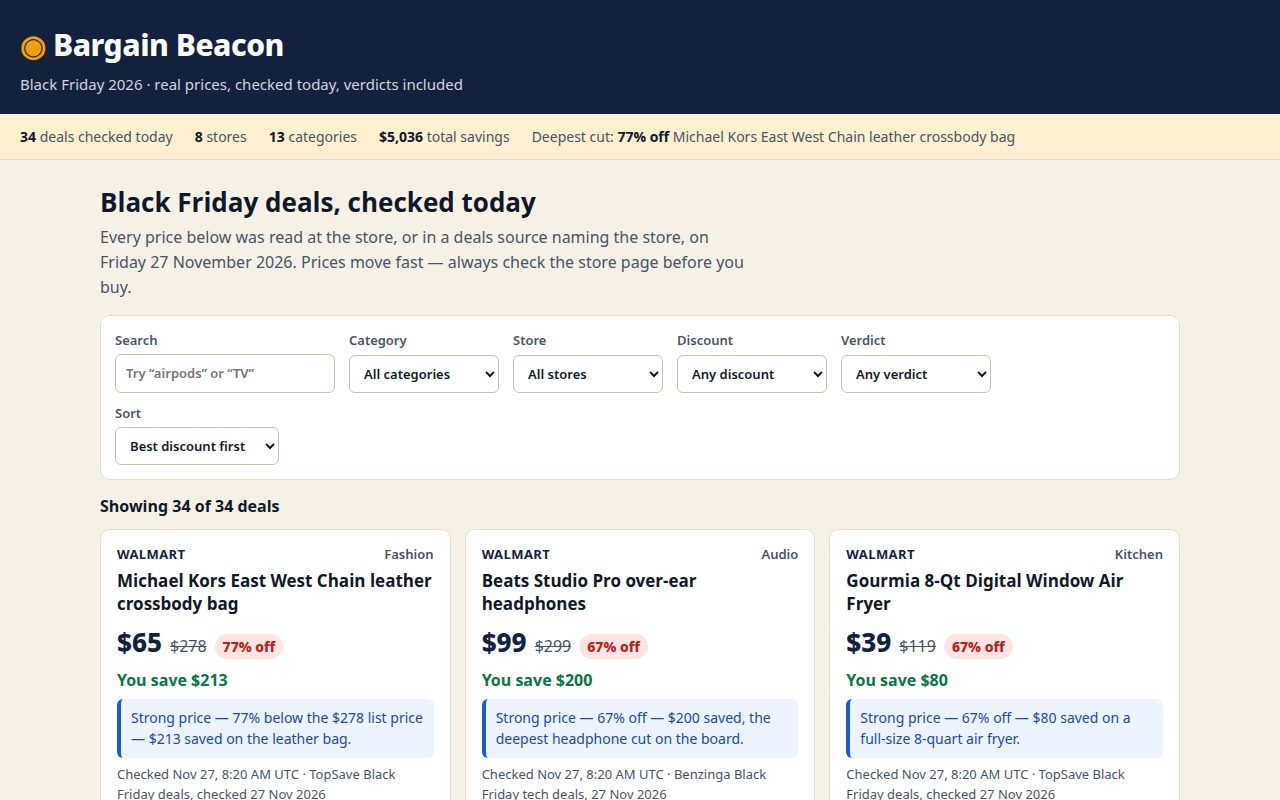 ◉ Bargain Beacon
Black Friday 2026 · real prices, checked today, verdicts included
34 deals checked today 8 stores 13 categories $5,036 total savings Deepest cut: 77% off Michael Kors East West Chain leather crossbody bag
Black Friday deals, checked today
Every price below was read at the store, or in a deals source naming the store, on
Friday 27 November 2026. Prices move fast — always check the store page before you
buy.
Search Category Store Discount Verdict
Try “airpods” or “TV” All categories All stores Any discount Any verdict
Sort
Best discount first
Showing 34 of 34 deals
WALMART Fashion
Michael Kors East West Chain leather
crossbody bag
$65 $278 77% off
You save $213
Strong price — 77% below the $278 list price
— $213 saved on the leather bag.
Checked Nov 27, 8:20 AM UTC · TopSave Black
Friday deals, checked 27 Nov 2026
WALMART Audio
Beats Studio Pro over-ear
headphones
$99 $299 67% off
You save $200
Strong price — 67% off — $200 saved, the
deepest headphone cut on the board.
Checked Nov 27, 8:20 AM UTC · Benzinga Black
Friday tech deals, 27 Nov 2026
WALMART Kitchen
Gourmia 8-Qt Digital Window Air
Fryer
$39 $119 67% off
You save $80
Strong price — 67% off — $80 saved on a
full-size 8-quart air fryer.
Checked Nov 27, 8:20 AM UTC · TopSave Black
Friday deals, checked 27 Nov 2026